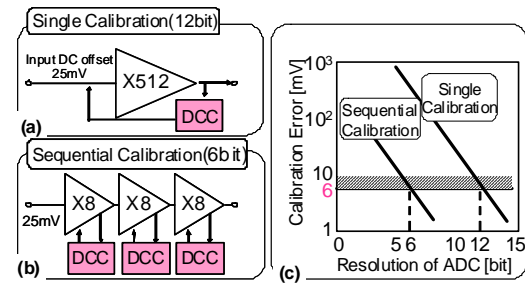 Single Calibration(12bit)
Input DC offset
25mV
X512
DCC
(a)
Sequential Calibration(6bit)
X8
X8
X8
25mV
DCC
DCC
DCC
(b)
Calibration Error [mV]
10³
10²
10
6
1
Single
Calibration
Sequential
Calibration
0
5
6
10
12
15
Resolution of ADC [bit]
(c)